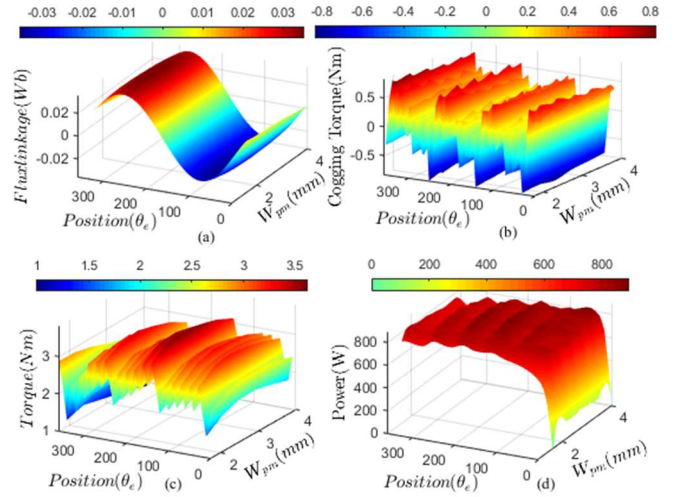 -0.03 -0.02 -0.01 0 0.01 0.02 0.03
Fluxlinkage(Wb)
0.02
0
-0.02
300
200
100
0
2
4
Position(θe)
Wpm(mm)
(a)
-0.8 -0.6 -0.4 -0.2 0 0.2 0.4 0.6 0.8
Cogging Torque(Nm)
0.5
0
-0.5
300
200
100
0
2
3
4
Position(θe)
Wpm(mm)
(b)
1 1.5 2 2.5 3 3.5
Torque(Nm)
3
2
1
300
200
100
0
2
3
4
Position(θe)
Wpm(mm)
(c)
0 200 400 600 800
Power(W)
800
600
400
200
0
300
200
100
0
2
4
Position(θe)
Wpm(mm)
(d)